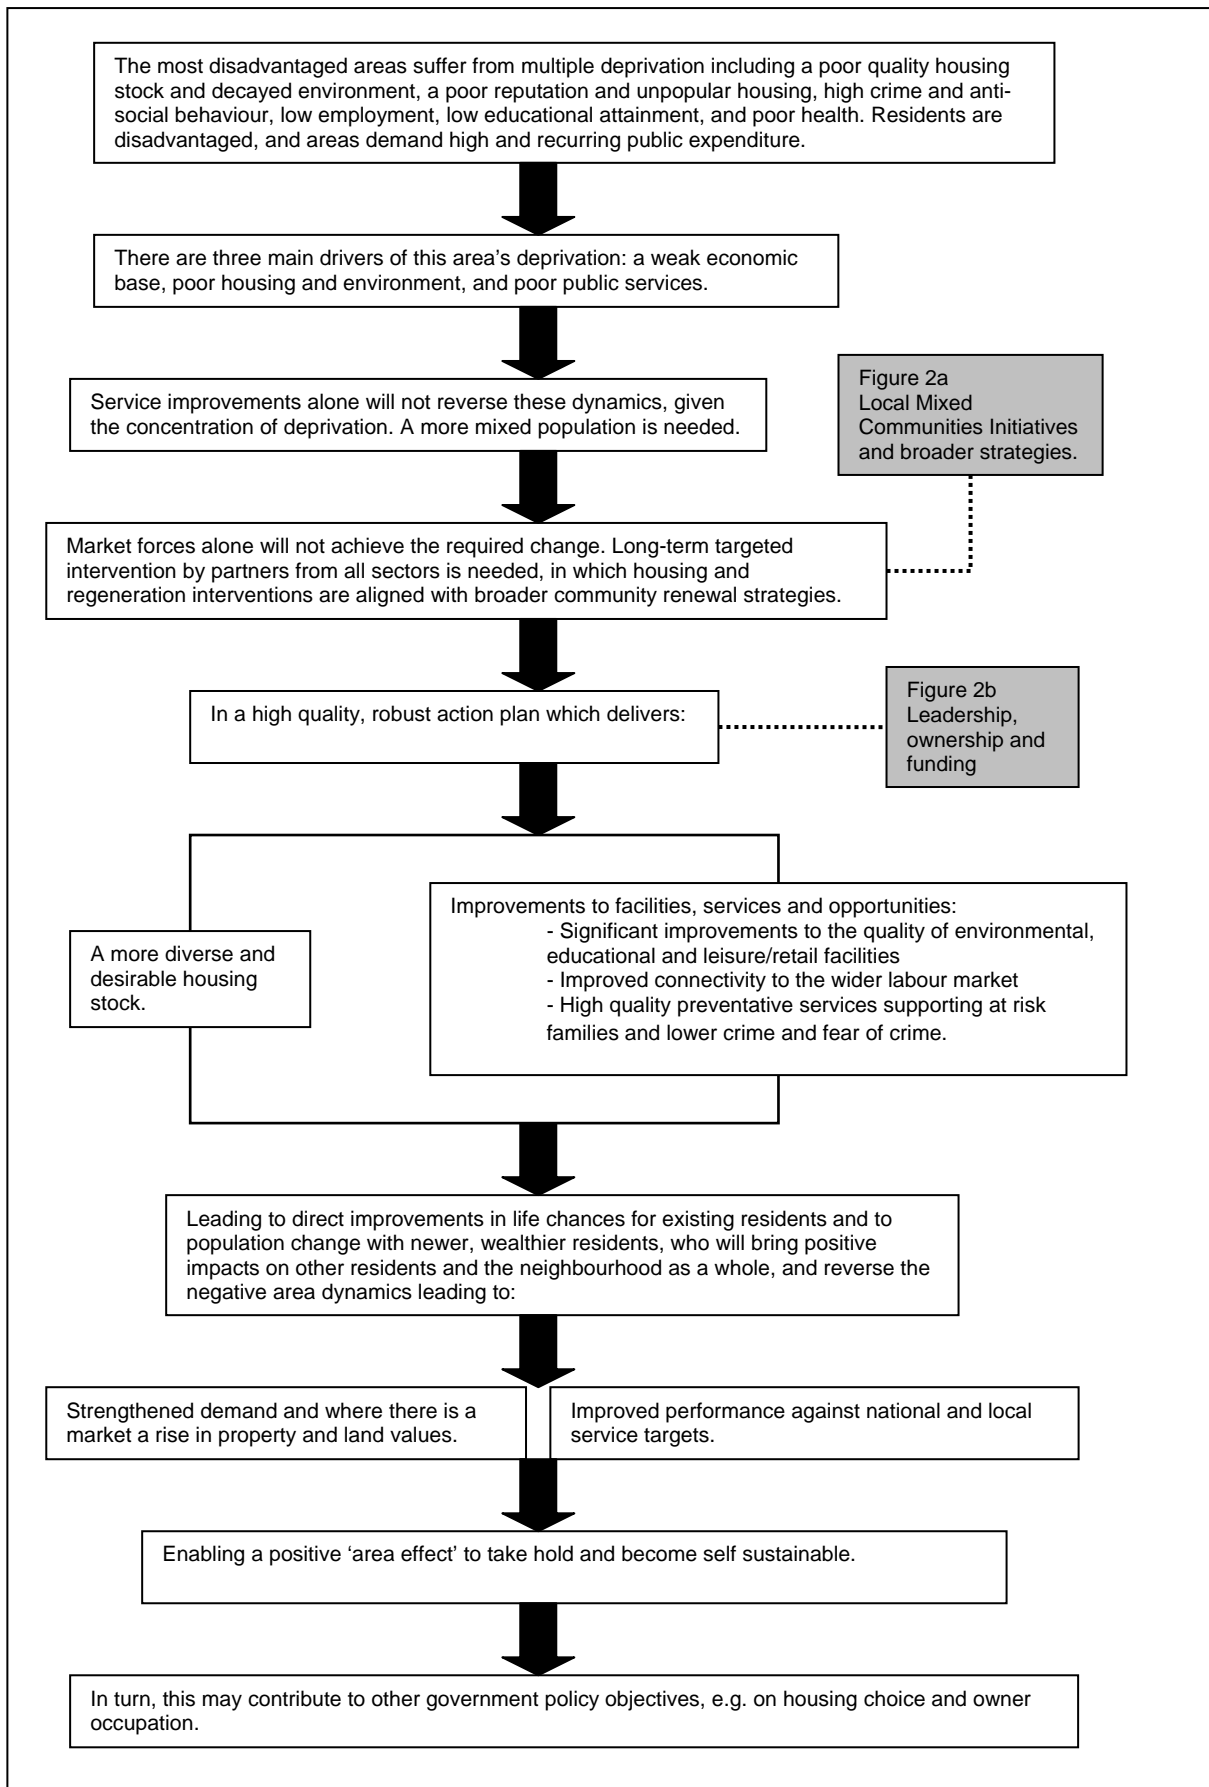 The most disadvantaged areas suffer from multiple deprivation including a poor quality housing
stock and decayed environment, a poor reputation and unpopular housing, high crime and anti-
social behaviour, low employment, low educational attainment, and poor health. Residents are
disadvantaged, and areas demand high and recurring public expenditure.
There are three main drivers of this area's deprivation: a weak economic
base, poor housing and environment, and poor public services.
Service improvements alone will not reverse these dynamics, given
the concentration of deprivation. A more mixed population is needed.
Figure 2a
Local Mixed
Communities Initiatives
and broader strategies.
Market forces alone will not achieve the required change. Long-term targeted
intervention by partners from all sectors is needed, in which housing and
regeneration interventions are aligned with broader community renewal strategies.
In a high quality, robust action plan which delivers:
Figure 2b
Leadership,
ownership and
funding
A more diverse and
desirable housing
stock.
Improvements to facilities, services and opportunities:
- Significant improvements to the quality of environmental,
educational and leisure/retail facilities
- Improved connectivity to the wider labour market
- High quality preventative services supporting at risk
families and lower crime and fear of crime.
Leading to direct improvements in life chances for existing residents and to
population change with newer, wealthier residents, who will bring positive
impacts on other residents and the neighbourhood as a whole, and reverse the
negative area dynamics leading to:
Strengthened demand and where there is a
market a rise in property and land values.
Improved performance against national and local
service targets.
Enabling a positive 'area effect' to take hold and become self sustainable.
In turn, this may contribute to other government policy objectives, e.g. on housing choice and owner
occupation.